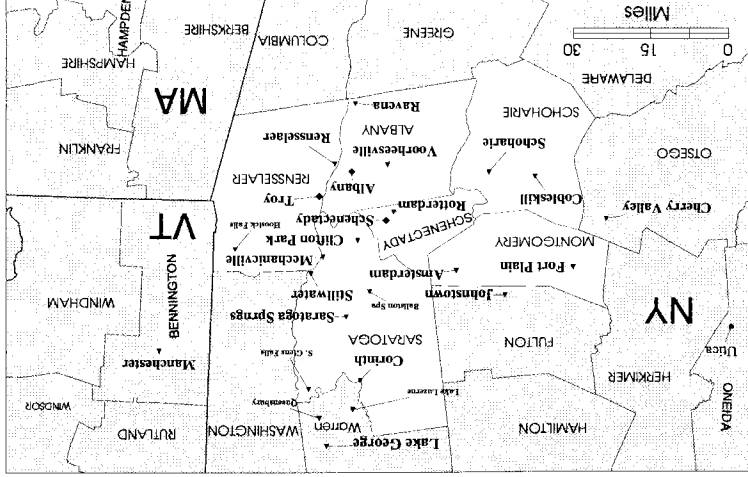 Lake George
HAMILTON
WASHINGTON
RUTLAND
Warren
WINDSOR
Queensbury
ONEIDA
Lake Luzerne
HERKIMER
Corinth
Manchester
S. Glens Falls
Utica
FULTON
SARATOGA
Saratoga Sprngs
NY
BENNINGTON
WINDHAM
Ballston Spa
Johnstown
Stillwater
Amsterdam
Fort Plain
Mechanicville
MONTGOMERY
Clifton Park
VT
Hoosick Falls
SCHENECTADY
Schenectady
Cherry Valley
Rotterdam
Troy
Cobleskill
Albany
RENSSELAER
OTSEGO
Voorheesville
Rensselaer
Schoharie
FRANKLIN
ALBANY
SCHOHARIE
Ravena
MA
DELAWARE
HAMPSHIRE
COLUMBIA
GREENE
BERKSHIRE
HAMPDEN
0 15 30
Miles